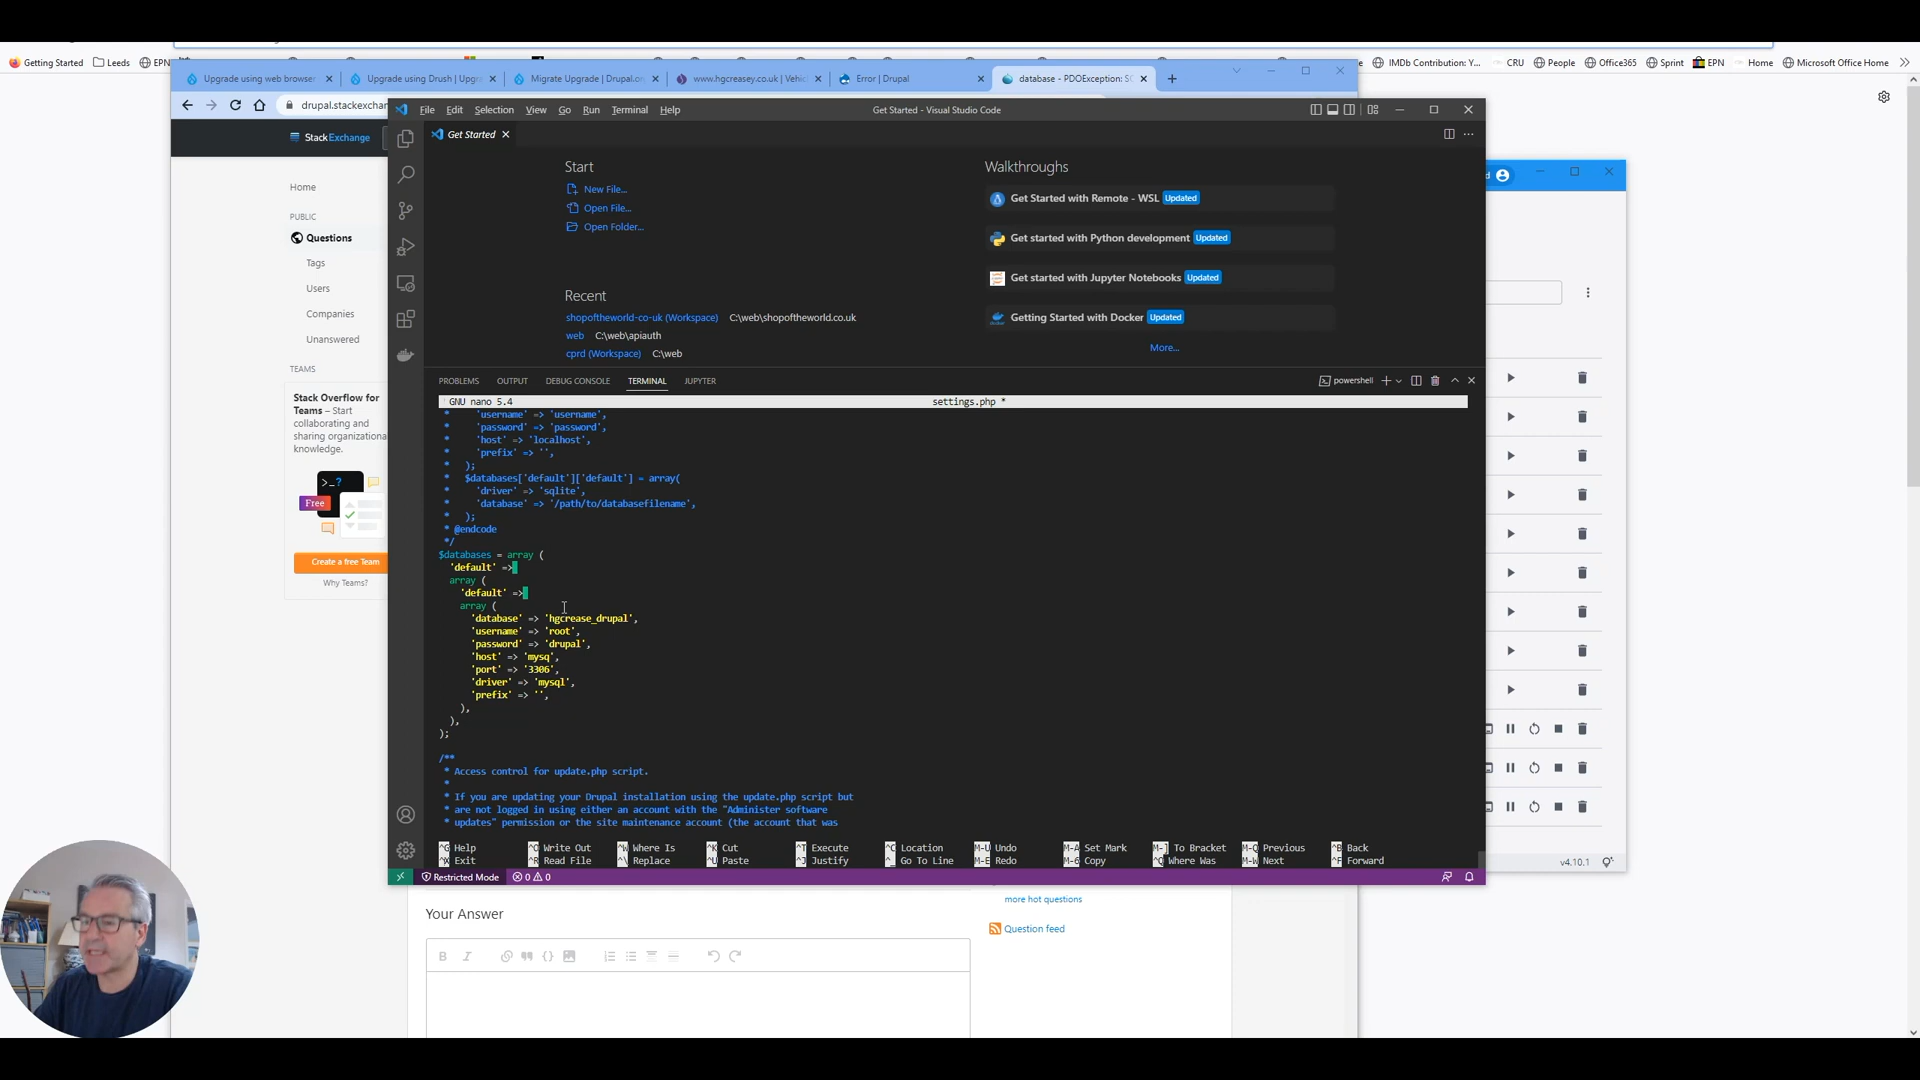 Getting Started
Leeds
EPN
IMDb Contribution: Y...
CRU
People
Office365
Sprint
EPN
Home
Microsoft Office Home
Upgrade using web browser
Upgrade using Drush | Upgra
Migrate Upgrade | Drupal.or
www.hgcreasey.co.uk | Vehic
Error | Drupal
database - PDOException: SC
drupal.stackexchan
StackExchange
Home
PUBLIC
Questions
Tags
Users
Companies
Unanswered
TEAMS
Stack Overflow for
Teams – Start
collaborating and
sharing organizational
knowledge.
Free
Create a free Team
Why Teams?
File Edit Selection View Go Run Terminal Help
Get Started - Visual Studio Code
Get Started
Start
New File...
Open File...
Open Folder...
Recent
shopoftheworld-co-uk (Workspace) C:\web\shopoftheworld.co.uk
web C:\web\apiauth
cprd (Workspace) C:\web
Walkthroughs
Get Started with Remote - WSL Updated
Get started with Python development Updated
Get started with Jupyter Notebooks Updated
Getting Started with Docker Updated
More...
PROBLEMS OUTPUT DEBUG CONSOLE TERMINAL JUPYTER
powershell
GNU nano 5.4 settings.php *
*     'username' => 'username',
*     'password' => 'password',
*     'host' => 'localhost',
*     'prefix' => '',
*   );
*   $databases['default']['default'] = array(
*     'driver' => 'sqlite',
*     'database' => '/path/to/databasefilename',
*   );
* @endcode
*/
$databases = array (
'default' =>
array (
'default' =>
array (
'database' => 'hgcrease_drupal',
'username' => 'root',
'password' => 'drupal',
'host' => 'mysq',
'port' => '3306',
'driver' => 'mysql',
'prefix' => '',
),
),
);
/**
* Access control for update.php script.
*
* If you are updating your Drupal installation using the update.php script but
* are not logged in using either an account with the "Administer software
* updates" permission or the site maintenance account (the account that was
^G Help ^O Write Out ^W Where Is ^K Cut ^T Execute ^C Location M-U Undo M-A Set Mark M-] To Bracket M-Q Previous ^B Back
^X Exit ^R Read File ^\ Replace ^U Paste ^J Justify ^_ Go To Line M-E Redo M-6 Copy ^Q Where Was M-W Next ^F Forward
Restricted Mode 0 0
v4.10.1
Your Answer
more hot questions
Question feed